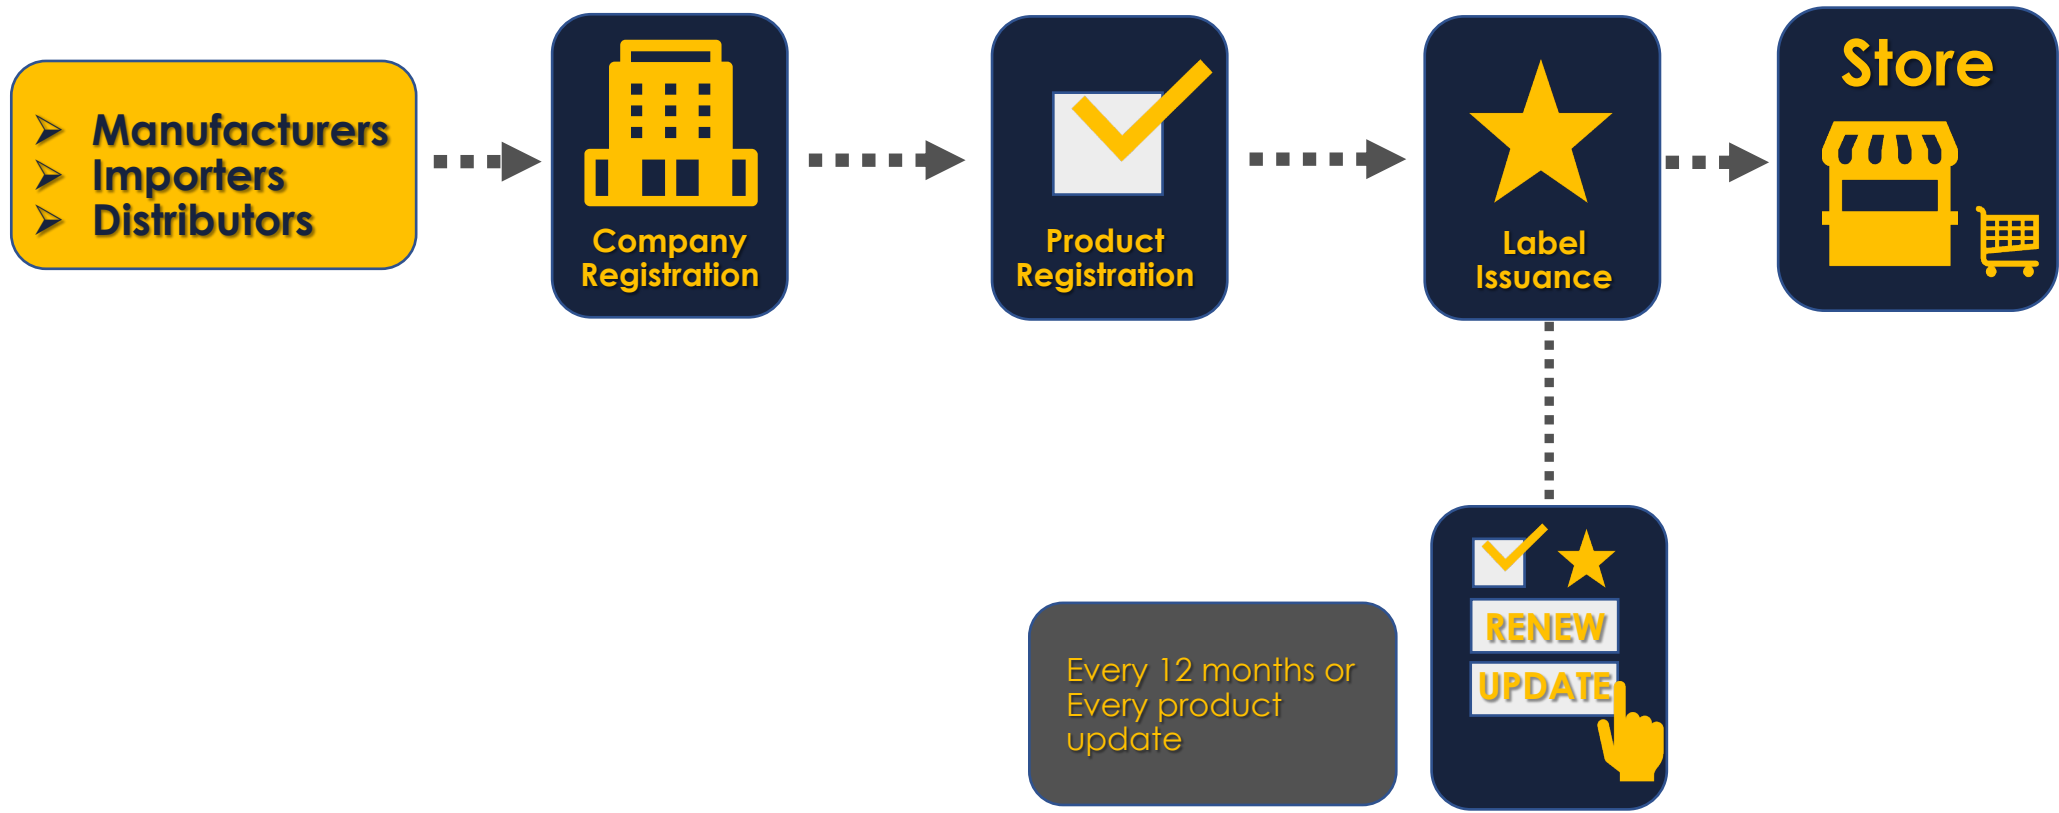 Manufacturers
Importers
Distributors
Company
Registration
Product
Registration
Label
Issuance
Store
Every 12 months or
Every product
update
RENEW
UPDATE